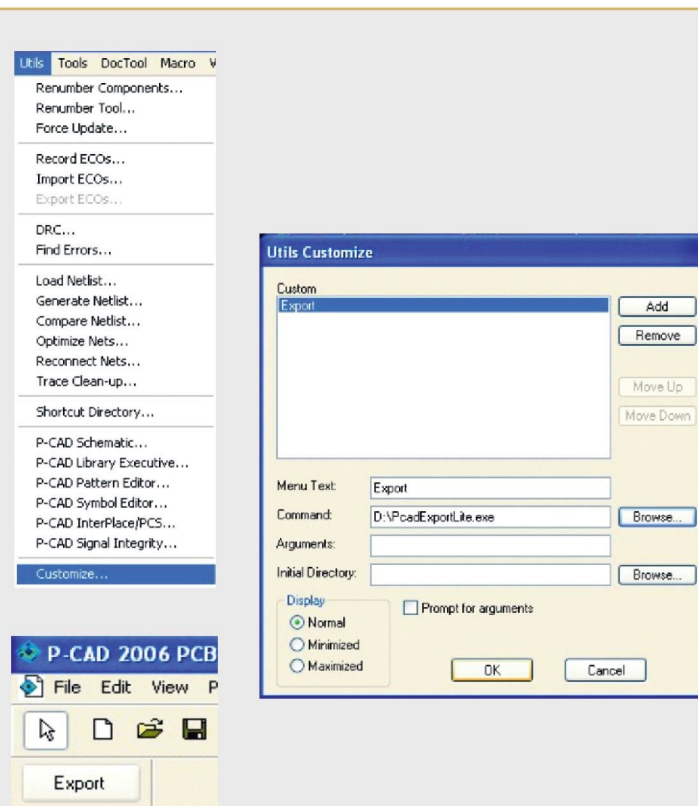 Utils Tools DocTool Macro
Renumber Components...
Renumber Tool...
Force Update...
Record ECOs...
Import ECOs...
Export ECOs...
DRC...
Find Errors...
Load Netlist...
Generate Netlist...
Compare Netlist...
Optimize Nets...
Reconnect Nets...
Trace Clean-up...
Shortcut Directory...
P-CAD Schematic...
P-CAD Library Executive...
P-CAD Pattern Editor...
P-CAD Symbol Editor...
P-CAD InterPlace/PCS...
P-CAD Signal Integrity...
Customize...
Utils Customize
Custom
Export
Add
Remove
Move Up
Move Down
Menu Text: Export
Command: D:\PcadExportLite.exe Browse...
Arguments:
Initial Directory: Browse...
Display
Prompt for arguments
Normal
Minimized
Maximized
OK Cancel
P-CAD 2006 PCB
File Edit View P
Export